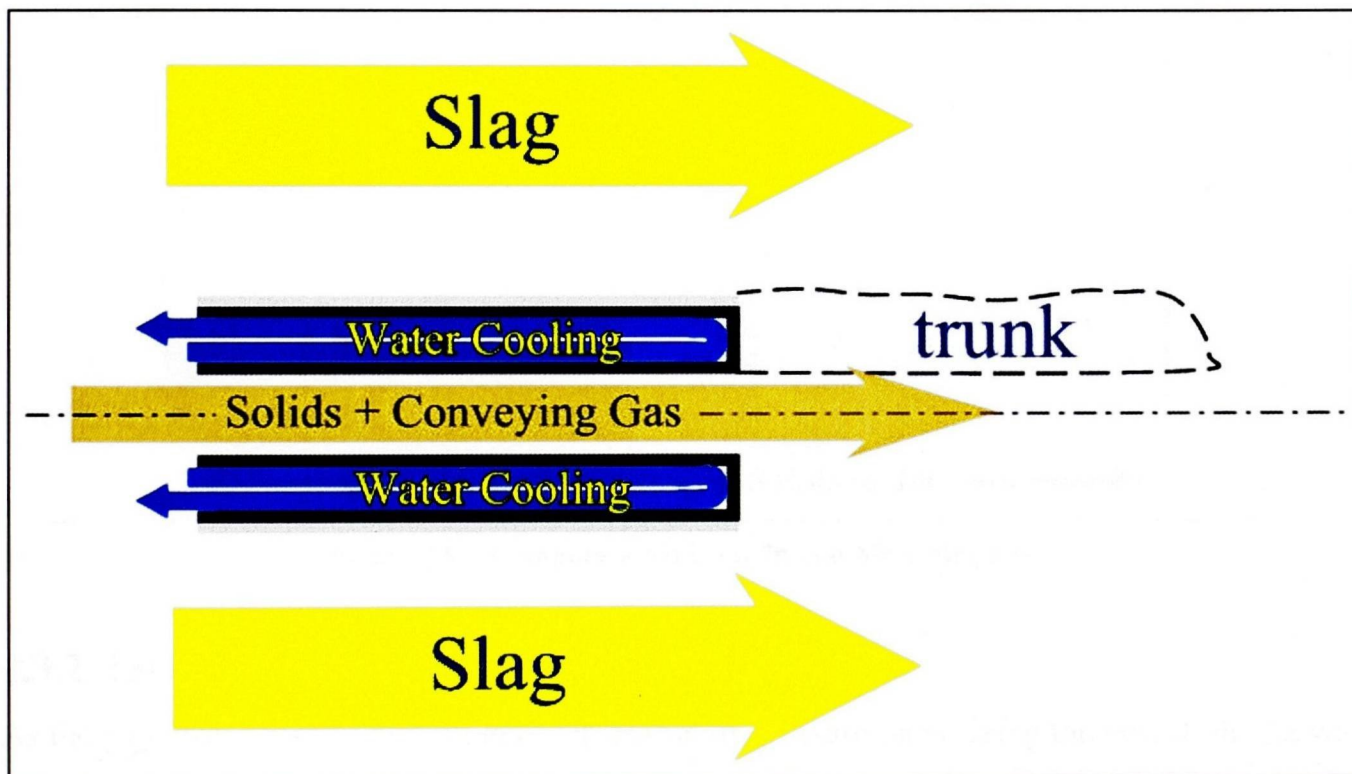 Slag
Water Cooling
trunk
Solids + Conveying Gas
Water Cooling
Slag